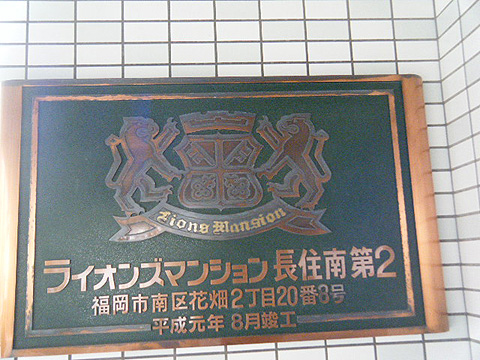 Lions Mansion
ライオンズマンション長住南第2
福岡市南区花畑2丁目20番8号
平成元年 8月竣工